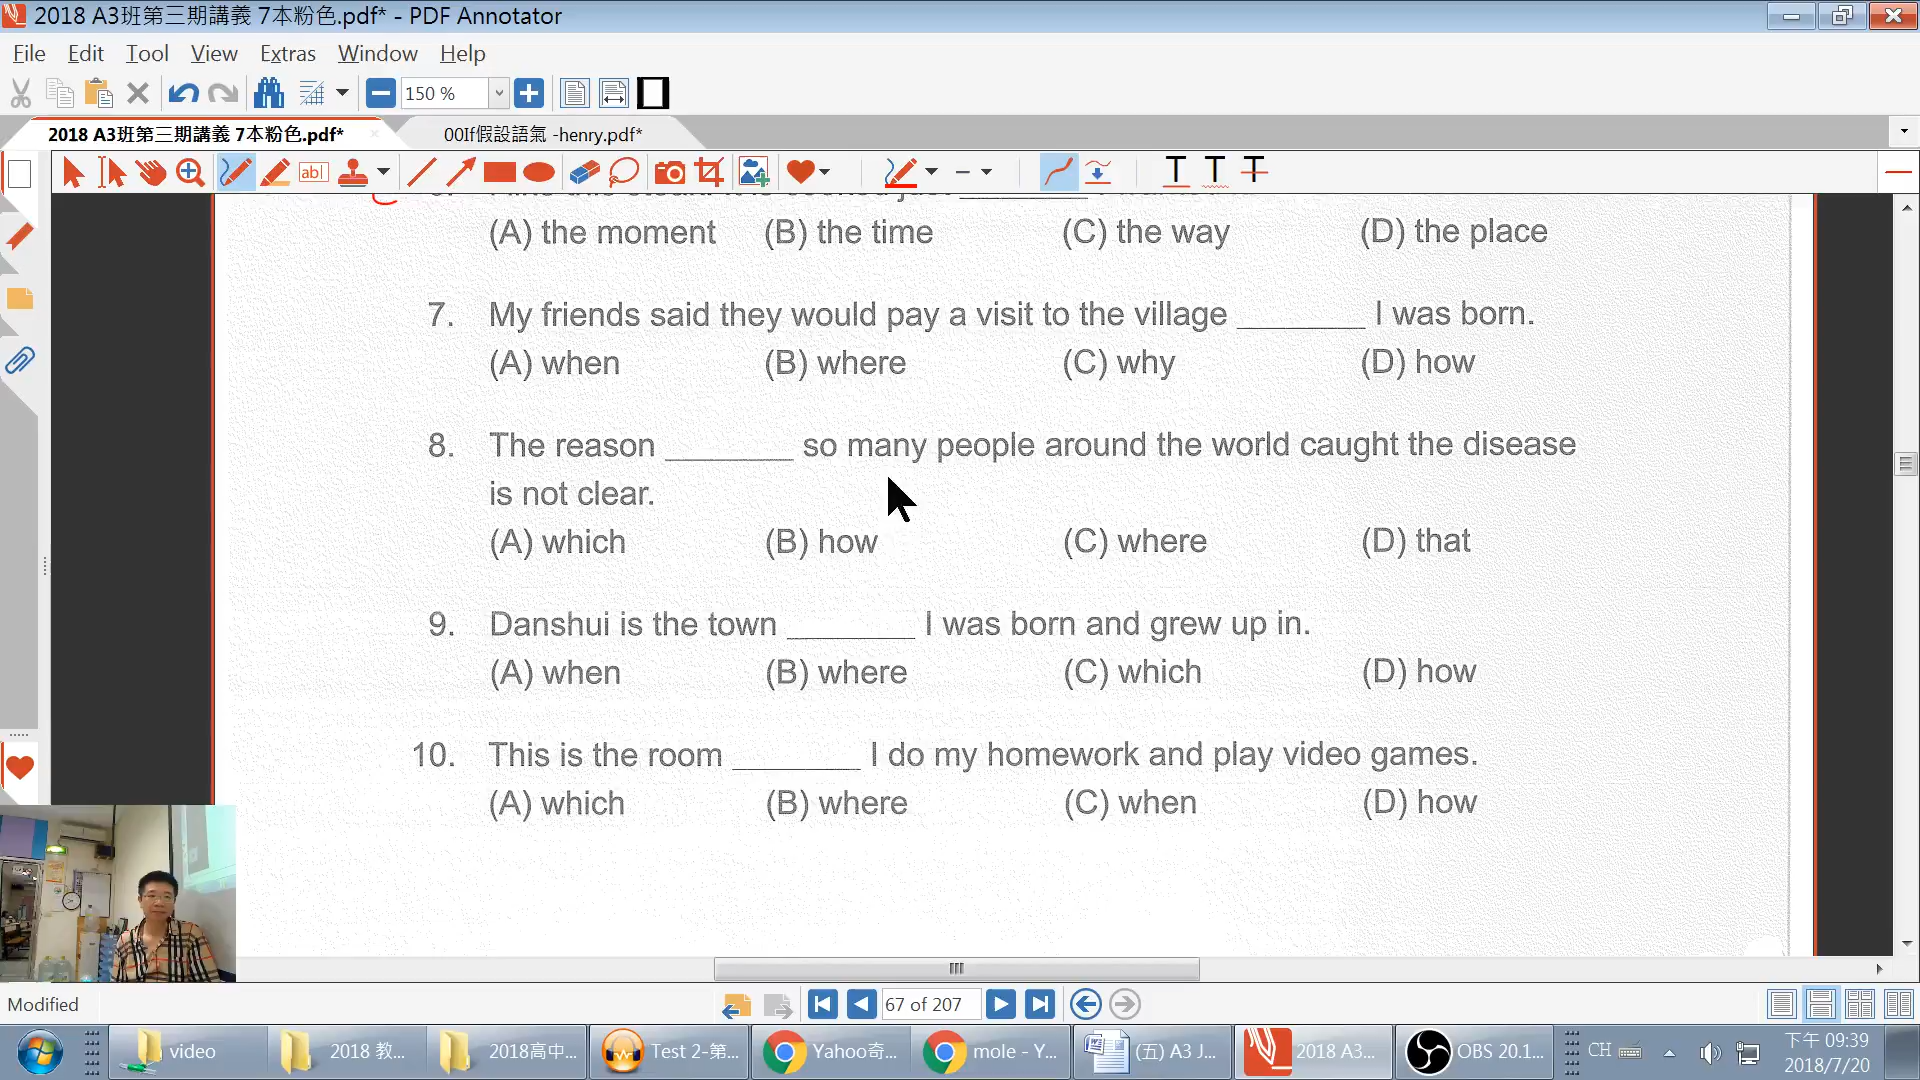 2018 A3班第三期講義 7本粉色.pdf* - PDF Annotator
File Edit Tool View Extras Window Help
150 %
2018 A3班第三期講義 7本粉色.pdf* 00If假設語氣 -henry.pdf*
(A) the moment (B) the time (C) the way (D) the place
7. My friends said they would pay a visit to the village ________ I was born.
(A) when (B) where (C) why (D) how
8. The reason ________ so many people around the world caught the disease
is not clear.
(A) which (B) how (C) where (D) that
9. Danshui is the town ________ I was born and grew up in.
(A) when (B) where (C) which (D) how
10. This is the room ________ I do my homework and play video games.
(A) which (B) where (C) when (D) how
Modified 67 of 207
video 2018 教... 2018高中... Test 2-第... Yahoo奇... mole - Y... (五) A3 J... 2018 A3... OBS 20.1... CH 下午 09:39
2018/7/20